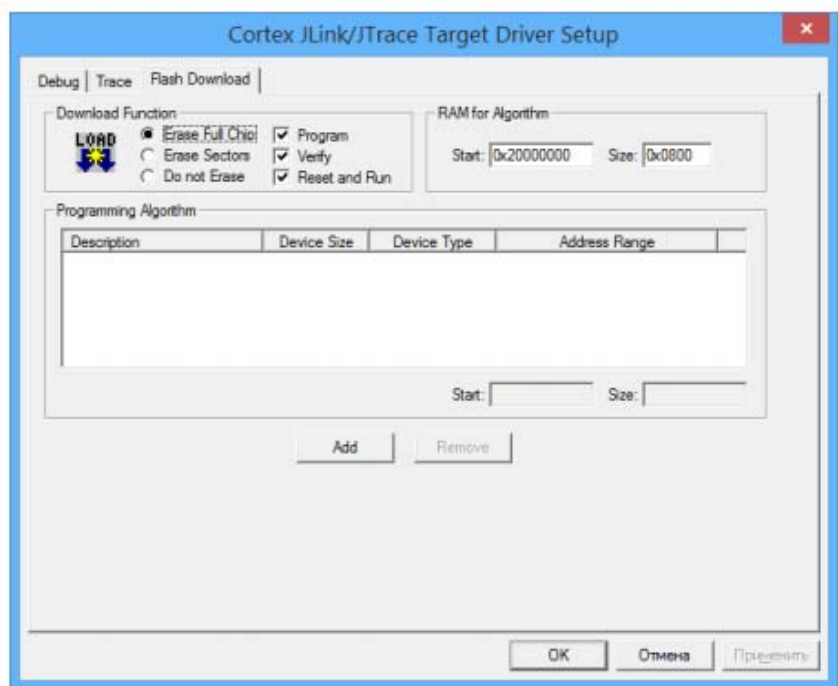 Cortex JLink/JTrace Target Driver Setup
Debug Trace Flash Download
Download Function
LOAD
Erase Full Chip
Erase Sectors
Do not Erase
Program
Verify
Reset and Run
RAM for Algorithm
Start: 0x20000000 Size: 0x0800
Programming Algorithm
Description Device Size Device Type Address Range
Start: Size:
Add Remove
OK Отмена Применить